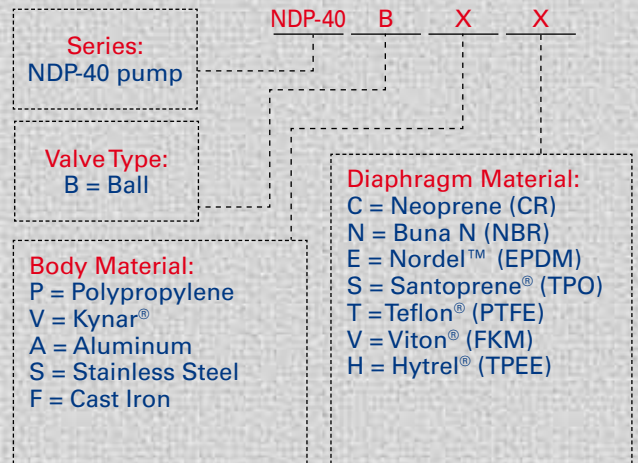 NDP-40 B X X
Series:
NDP-40 pump
Valve Type:
B = Ball
Body Material:
P = Polypropylene
V = Kynar®
A = Aluminum
S = Stainless Steel
F = Cast Iron
Diaphragm Material:
C = Neoprene (CR)
N = Buna N (NBR)
E = Nordel™ (EPDM)
S = Santoprene® (TPO)
T = Teflon® (PTFE)
V = Viton® (FKM)
H = Hytrel® (TPEE)